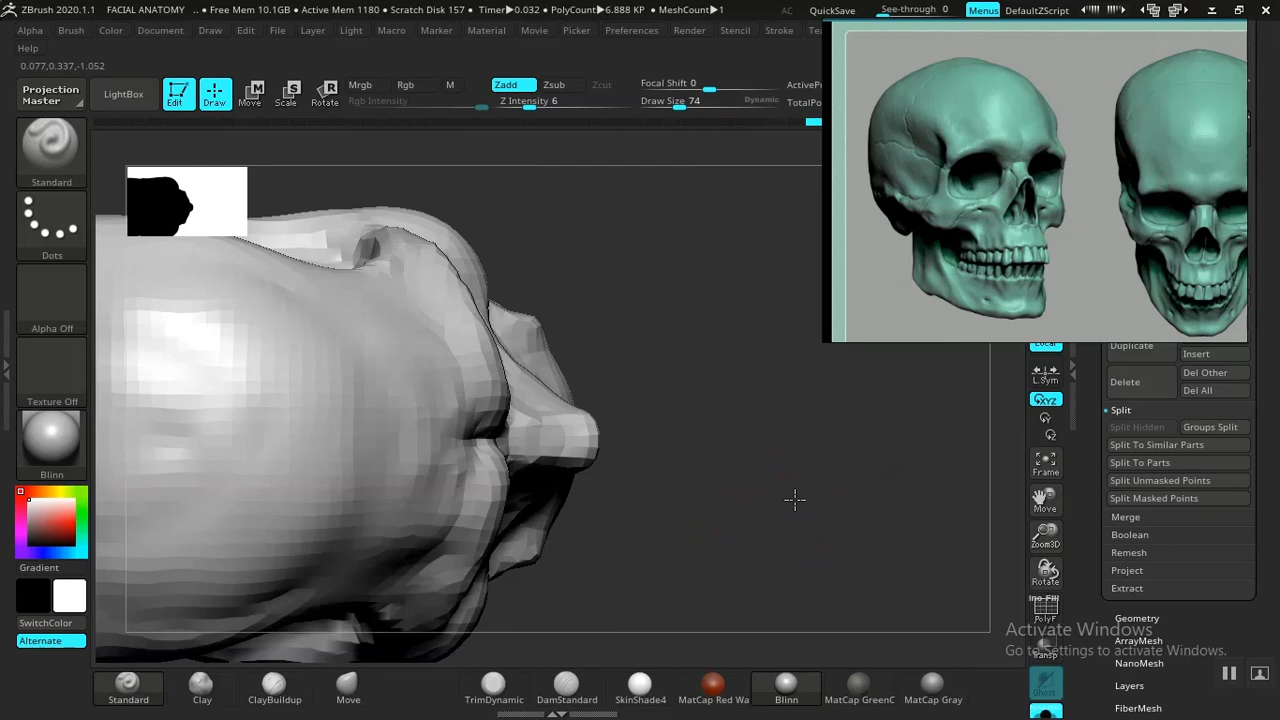 ZBrush 2020.1.1 FACIAL ANATOMY .. • Free Mem 10.1GB • Active Mem 1180 • Scratch Disk 157 • Timer▶0.032 • PolyCount▶6.888 KP • MeshCount▶1 AC QuickSave See-through 0 Menus DefaultZScript
Alpha Brush Color Document Draw Edit File Layer Light Macro Marker Material Movie Picker Preferences Render Stencil Stroke
Help
0.077,0.337,-1.052
Projection Master
LightBox
Edit Draw Move Scale Rotate
Mrgb Rgb M
Rgb Intensity
Zadd Zsub Zcut
Z Intensity 6
Focal Shift 0
Draw Size 74 Dynamic
Standard
Dots
Alpha Off
Texture Off
Blinn
Gradient
SwitchColor
Alternate
Local
L.Sym
XYZ
Y
Z
Frame
Move
Zoom3D
Rotate
PolyF
Transp
Ghost
Duplicate Insert
Del Other
Delete Del All
Split
Split Hidden Groups Split
Split To Similar Parts
Split To Parts
Split Unmasked Points
Split Masked Points
Merge
Boolean
Remesh
Project
Extract
Geometry
ArrayMesh
NanoMesh
Layers
FiberMesh
Activate Windows
Go to Settings to activate Windows.
Standard Clay ClayBuildup Move TrimDynamic DamStandard SkinShade4 MatCap Red Wa Blinn MatCap GreenC MatCap Gray